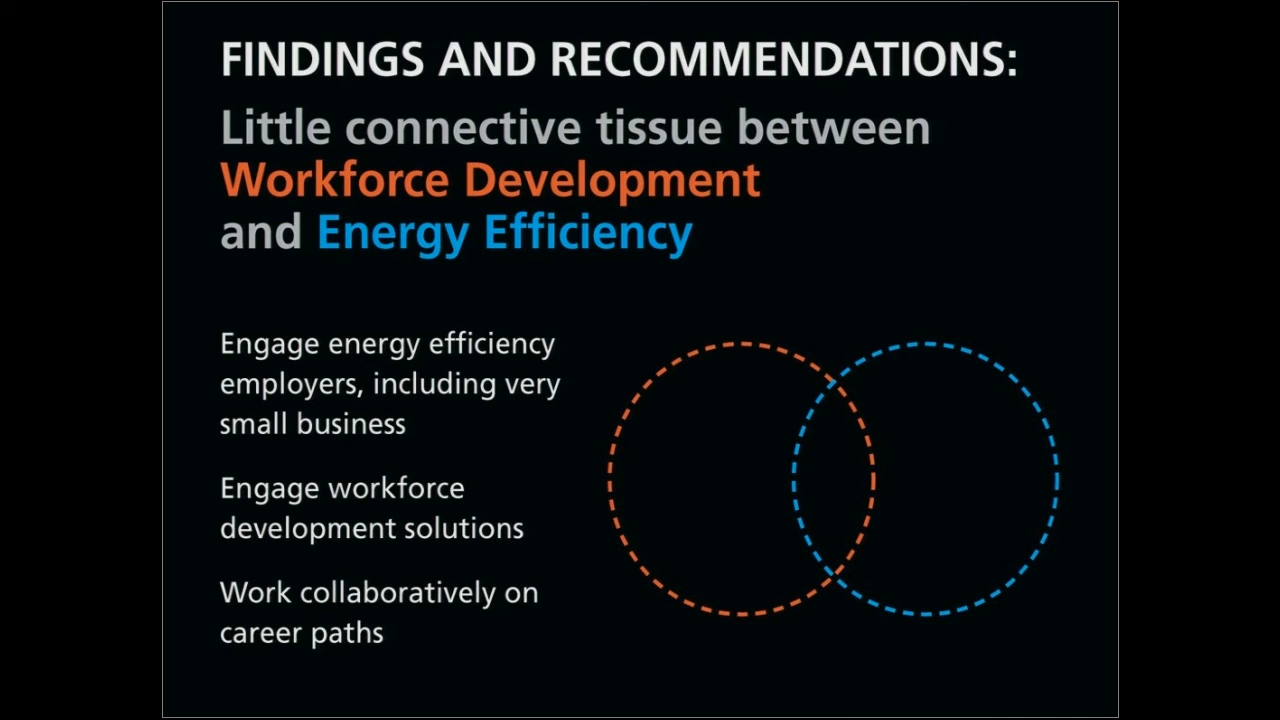 FINDINGS AND RECOMMENDATIONS:
Little connective tissue between
Workforce Development
and Energy Efficiency
Engage energy efficiency
employers, including very
small business
Engage workforce
development solutions
Work collaboratively on
career paths